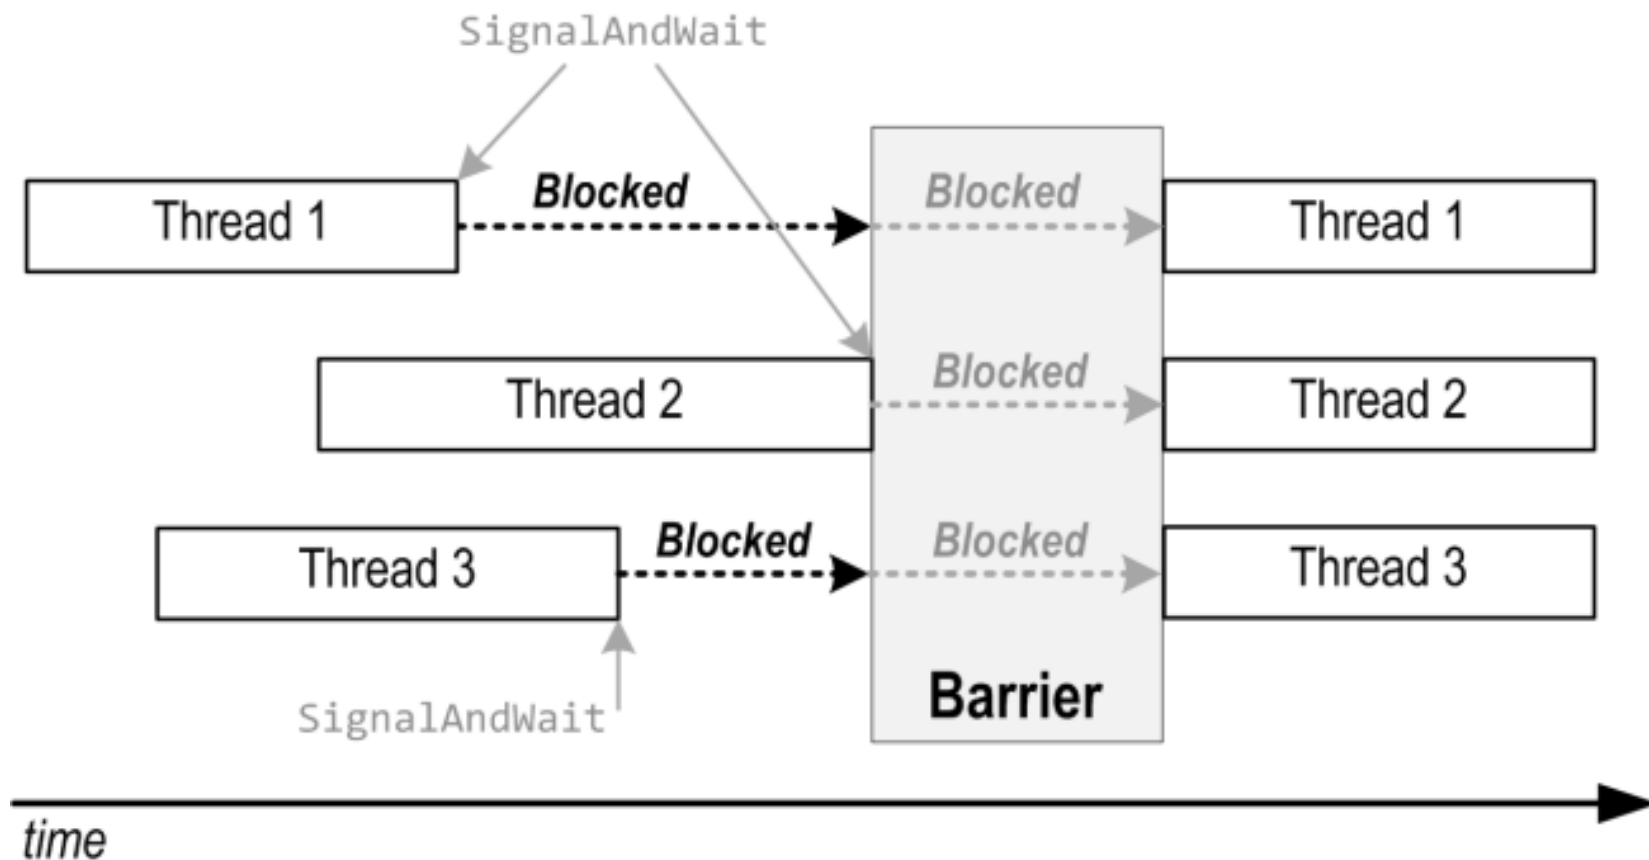 SignalAndWait
Thread 1 Blocked Blocked Thread 1
Thread 2 Blocked Thread 2
Thread 3 Blocked Blocked Thread 3
Barrier
SignalAndWait
time